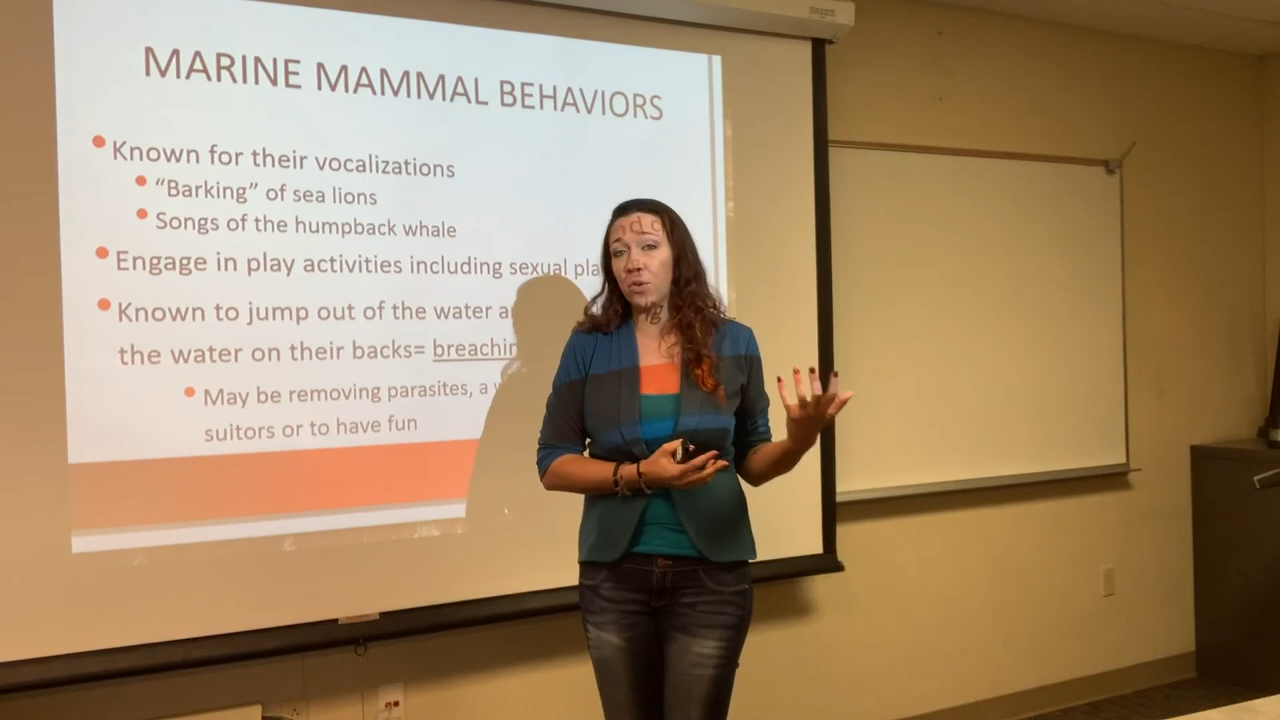 MARINE MAMMAL BEHAVIORS
Known for their vocalizations
"Barking" of sea lions
Songs of the humpback whale
Engage in play activities including sexual
Known to jump out of the water
the water on their backs=
May be removing parasites, a
suitors or to have fun